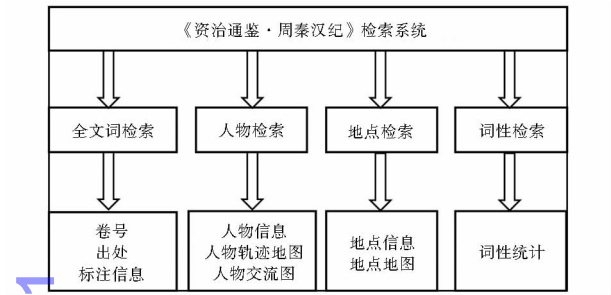 《资治通鉴·周秦汉纪》检索系统
全文词检索
人物检索
地点检索
词性检索
卷号
出处
标注信息
人物信息
人物轨迹地图
人物交流图
地点信息
地点地图
词性统计